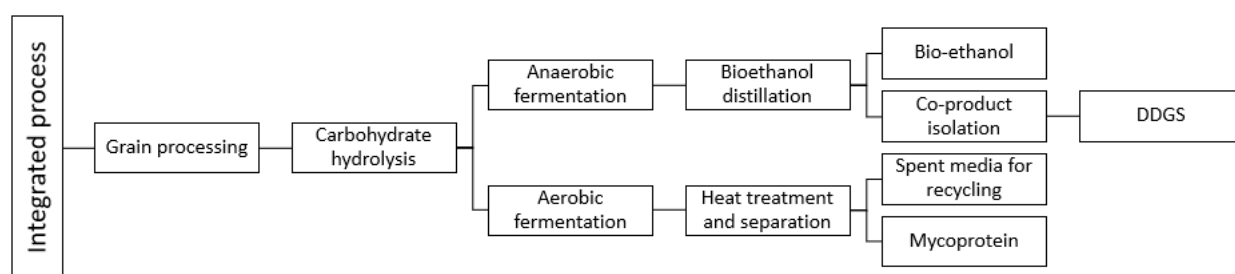 Integrated process
Grain processing
Carbohydrate
hydrolysis
Anaerobic
fermentation
Bioethanol
distillation
Bio-ethanol
Co-product
isolation
DDGS
Aerobic
fermentation
Heat treatment
and separation
Spent media for
recycling
Mycoprotein